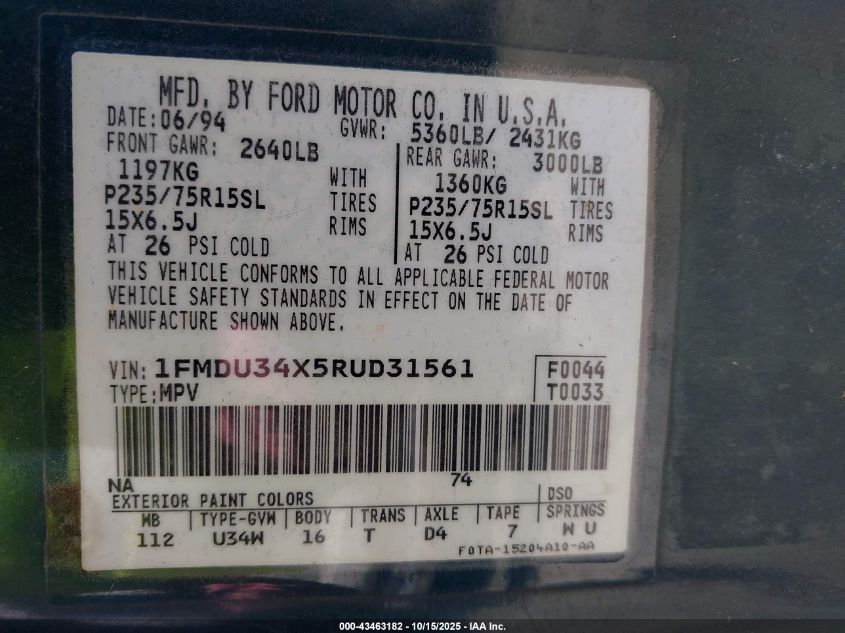 MFD. BY FORD MOTOR CO. IN U.S.A.
DATE: 06/94 GVWR: 5360LB/ 2431KG
FRONT GAWR: 2640LB REAR GAWR: 3000LB
1197KG WITH 1360KG WITH
P235/75R15SL TIRES P235/75R15SL TIRES
15X6.5J RIMS 15X6.5J RIMS
AT 26 PSI COLD AT 26 PSI COLD
THIS VEHICLE CONFORMS TO ALL APPLICABLE FEDERAL MOTOR
VEHICLE SAFETY STANDARDS IN EFFECT ON THE DATE OF
MANUFACTURE SHOWN ABOVE.
VIN: 1FMDU34X5RUD31561 F0044
TYPE: MPV T0033
NA 74
EXTERIOR PAINT COLORS DSO
WB TYPE-GVW BODY TRANS AXLE TAPE SPRINGS
112 U34W 16 T D4 7 W U
F0TA-15204A10-AA
000-43463182 - 10/15/2025 - IAA Inc.